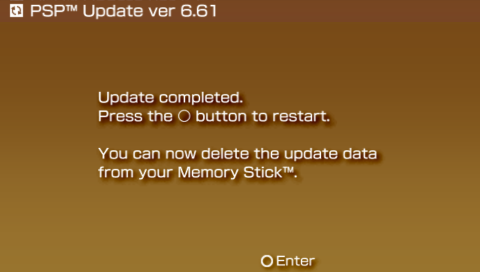 PSP™ Update ver 6.61
Update completed.
Press the ○ button to restart.
You can now delete the update data
from your Memory Stick™.
○ Enter